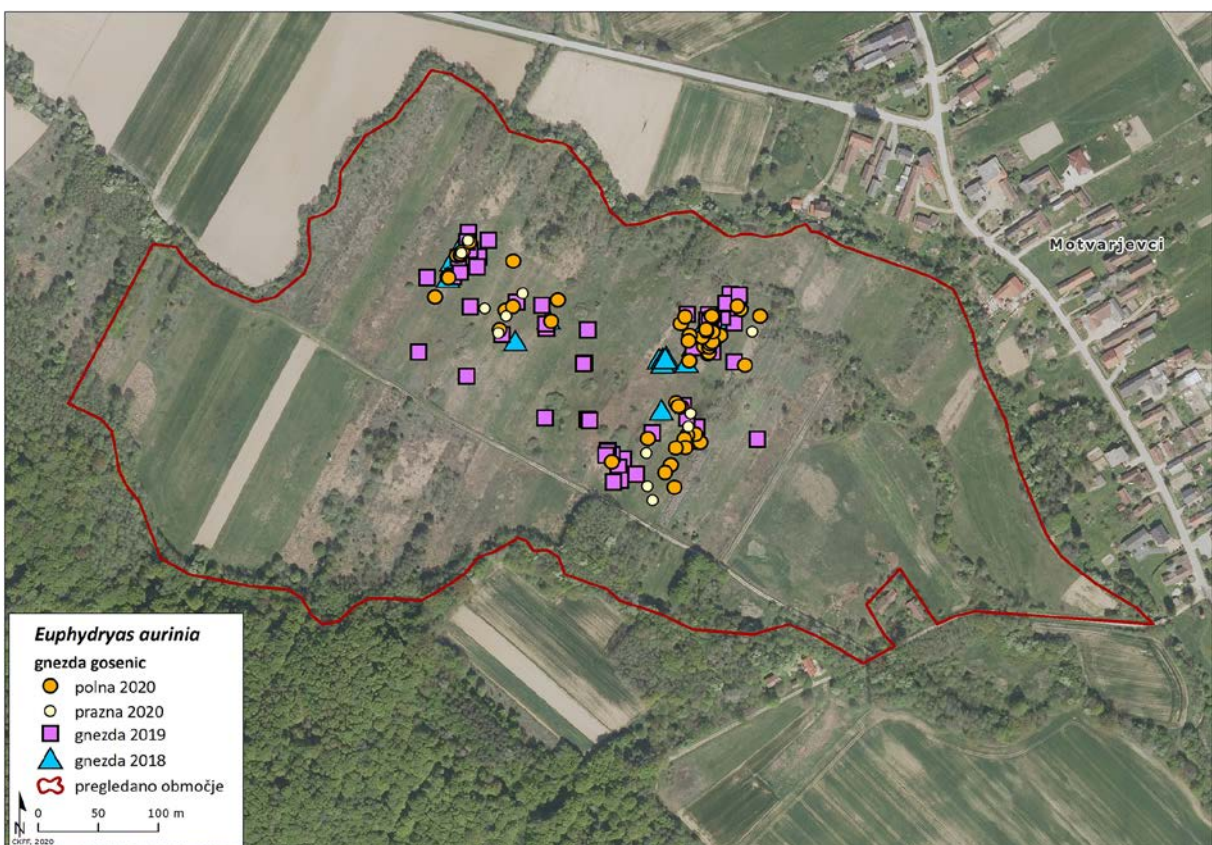 Motvarjevci
Euphydryas aurinia
gnezda gosenic
polna 2020
prazna 2020
gnezda 2019
gnezda 2018
pregledano območje
0 50 100 m
N
CKFF, 2020